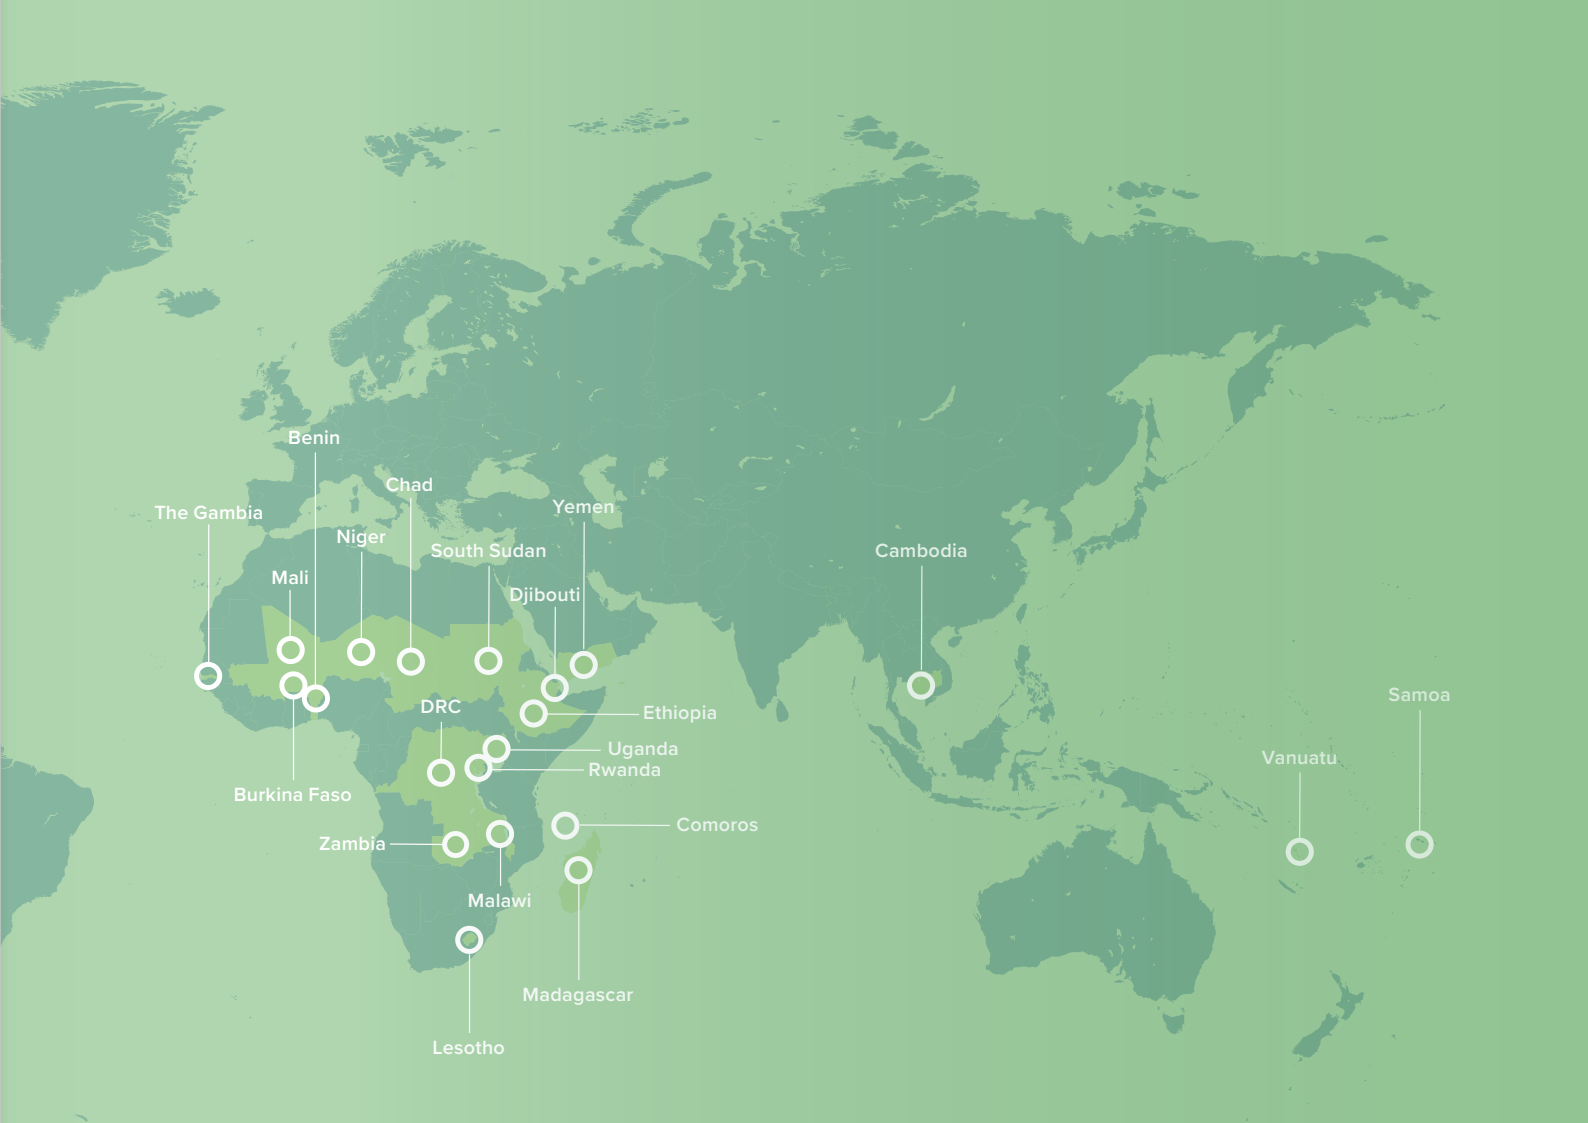 Benin
Chad
Yemen
The Gambia
Niger
South Sudan
Cambodia
Mali
Djibouti
Samoa
DRC
Ethiopia
Uganda
Vanuatu
Rwanda
Burkina Faso
Comoros
Zambia
Malawi
Madagascar
Lesotho